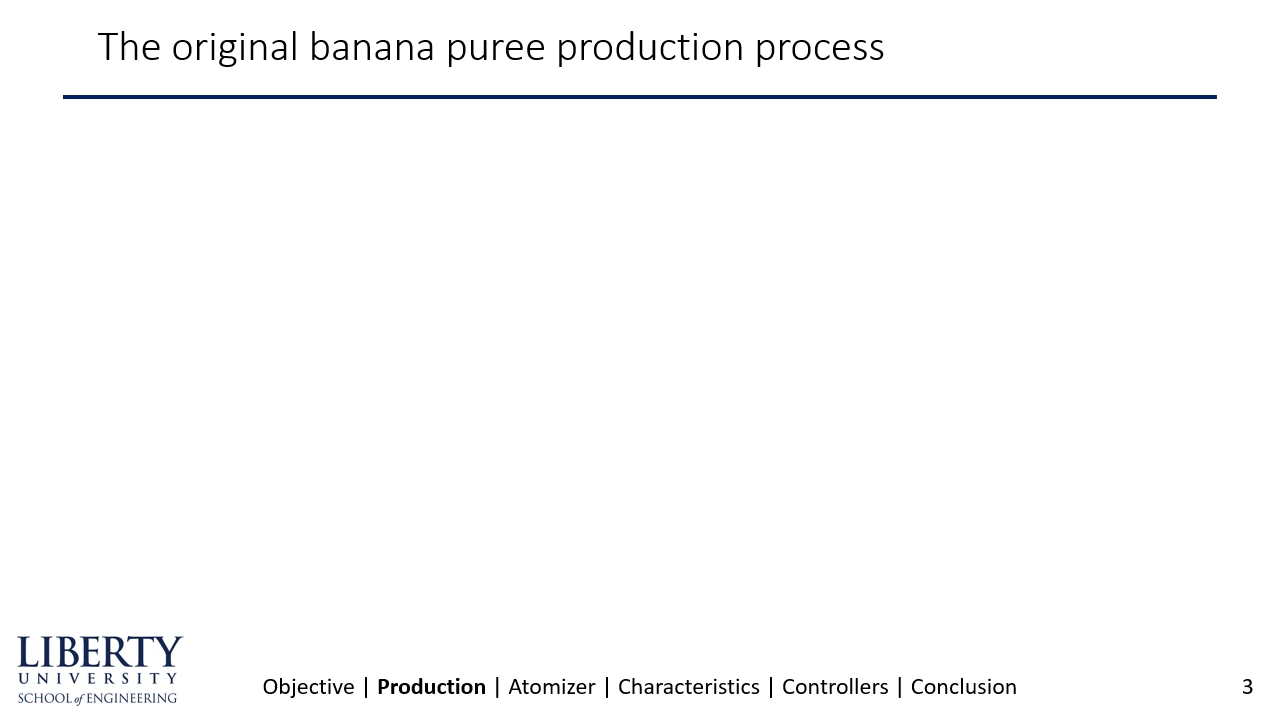 The original banana puree production process
LIBERTY
UNIVERSITY
SCHOOL of ENGINEERING
Objective | Production | Atomizer | Characteristics | Controllers | Conclusion
3